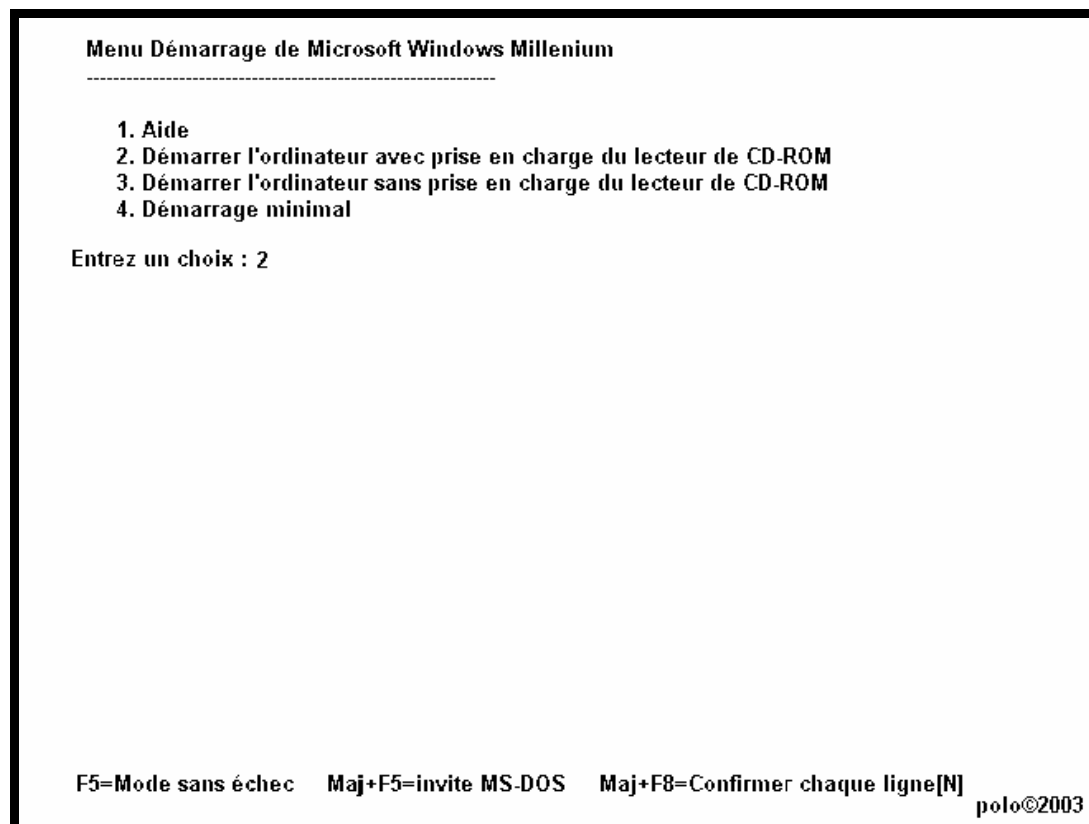 Menu Démarrage de Microsoft Windows Millenium
--------------------------------------------------------------
1. Aide
2. Démarrer l'ordinateur avec prise en charge du lecteur de CD-ROM
3. Démarrer l'ordinateur sans prise en charge du lecteur de CD-ROM
4. Démarrage minimal
Entrez un choix : 2
F5=Mode sans échec Maj+F5=invite MS-DOS Maj+F8=Confirmer chaque ligne[N]
polo©2003